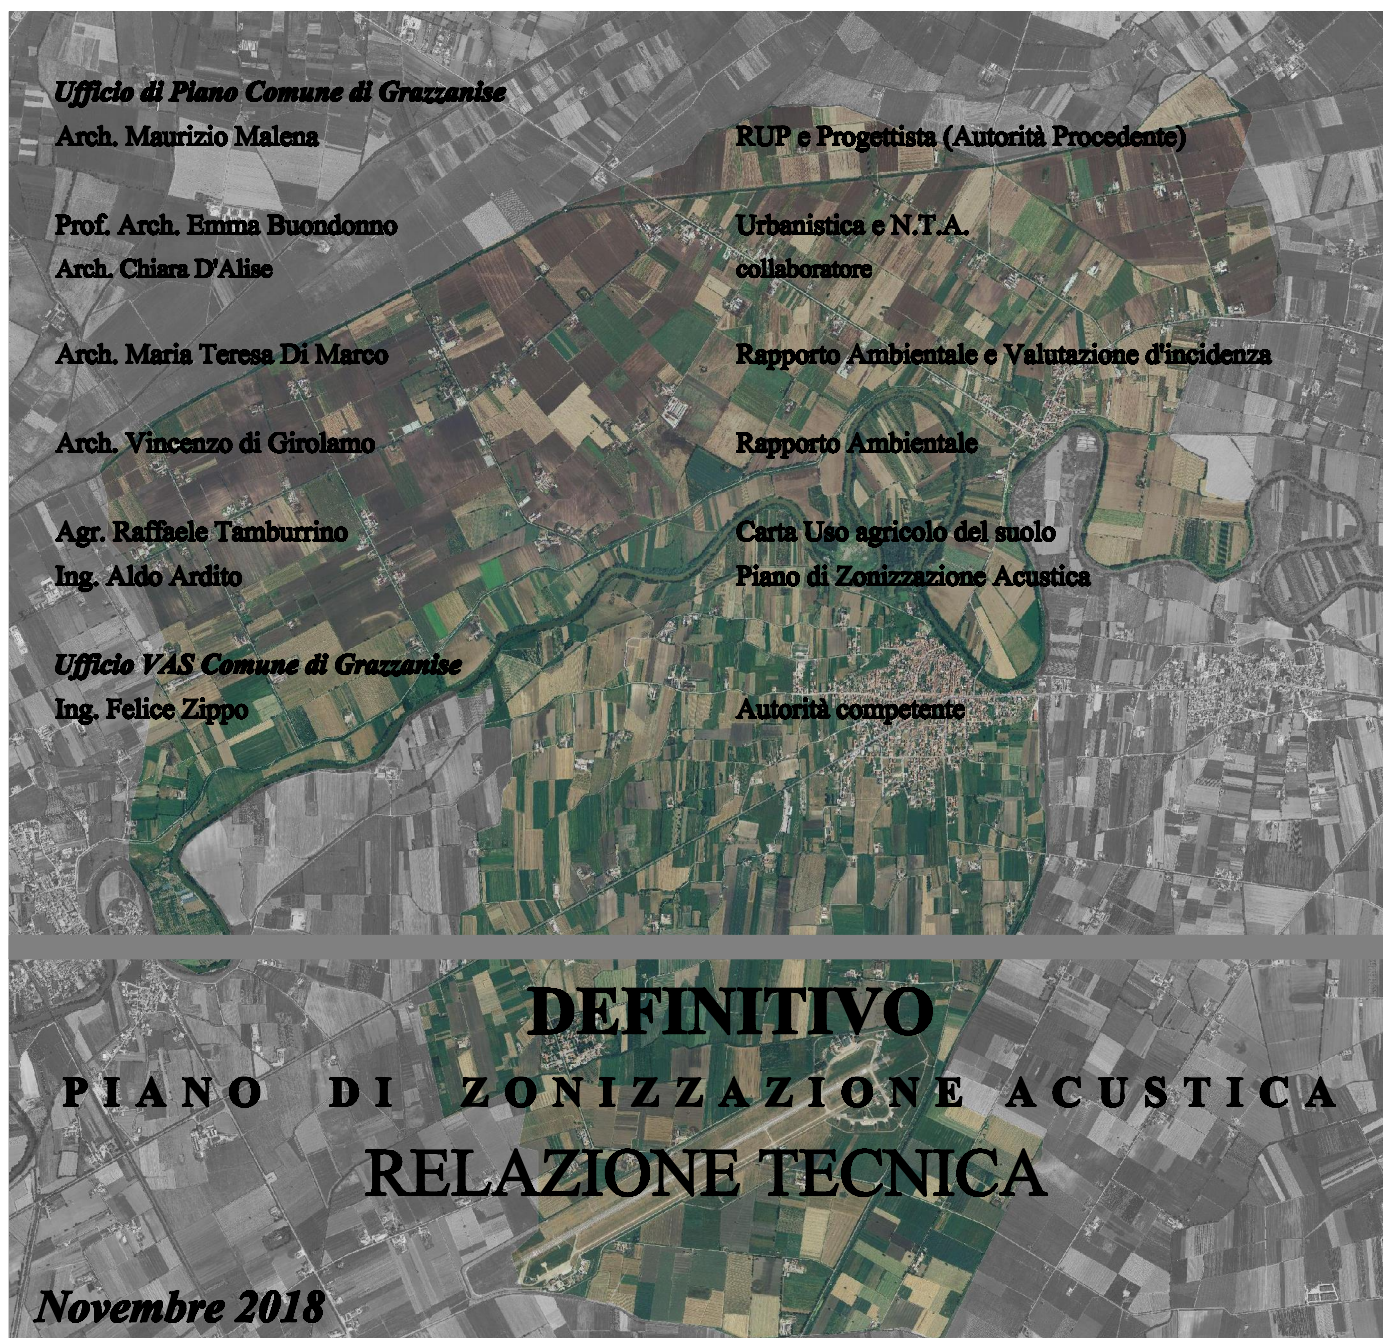 Ufficio di Piano Comune di Grazzanise
Arch. Maurizio Malena RUP e Progettista (Autorità Procedente)
Prof. Arch. Emma Buondonno Urbanistica e N.T.A.
Arch. Chiara D'Alise collaboratore
Arch. Maria Teresa Di Marco Rapporto Ambientale e Valutazione d'incidenza
Arch. Vincenzo di Girolamo Rapporto Ambientale
Agr. Raffaele Tamburrino Carta Uso agricolo del suolo
Ing. Aldo Ardito Piano di Zonizzazione Acustica
Ufficio VAS Comune di Grazzanise
Ing. Felice Zippo Autorità competente
DEFINITIVO
PIANO DI ZONIZZAZIONE ACUSTICA
RELAZIONE TECNICA
Novembre 2018